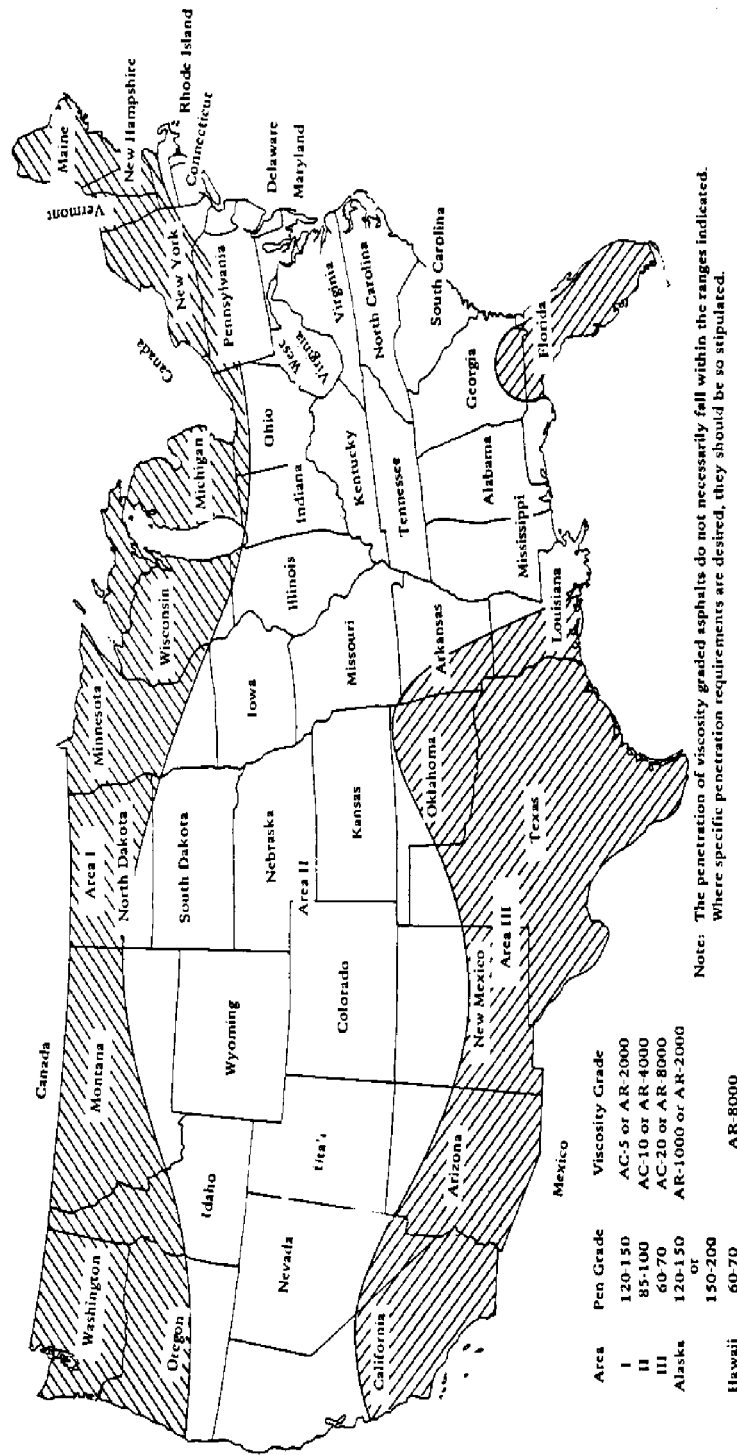 Canada
Washington
Montana
Area I
North Dakota
Minnesota
Oregon
Idaho
Wyoming
South Dakota
Wisconsin
Michigan
Canada
Vermont
Maine
New Hampshire
New York
Rhode Island
Connecticut
Pennsylvania
Delaware
Maryland
Nevada
Uta'i
Colorado
Nebraska
Area II
Iowa
Illinois
Indiana
Ohio
West
Virginia
Virginia
Kansas
Missouri
Kentucky
North Carolina
California
Arizona
New Mexico
Area III
Oklahoma
Arkansas
Tennessee
South Carolina
Texas
Louisiana
Mississippi
Alabama
Georgia
Florida
Mexico
Area Pen Grade Viscosity Grade
I 120-150 AC-5 or AR-2000
II 85-100 AC-10 or AR-4000
III 60-70 AC-20 or AR-8000
Alaska 120-150 AR-1000 or AR-2000
or
150-200
Hawaii 60-70 AR-8000
Note: The penetration of viscosity graded asphalts do not necessarily fall within the ranges indicated.
Where specific penetration requirements are desired, they should be so stipulated.